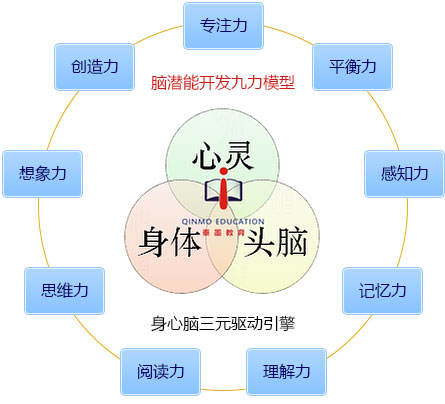 专注力
创造力
平衡力
脑潜能开发九力模型
想象力
感知力
心灵
QINMO EDUCATION
秦墨教育
身体
头脑
思维力
记忆力
身心脑三元驱动引擎
阅读力
理解力